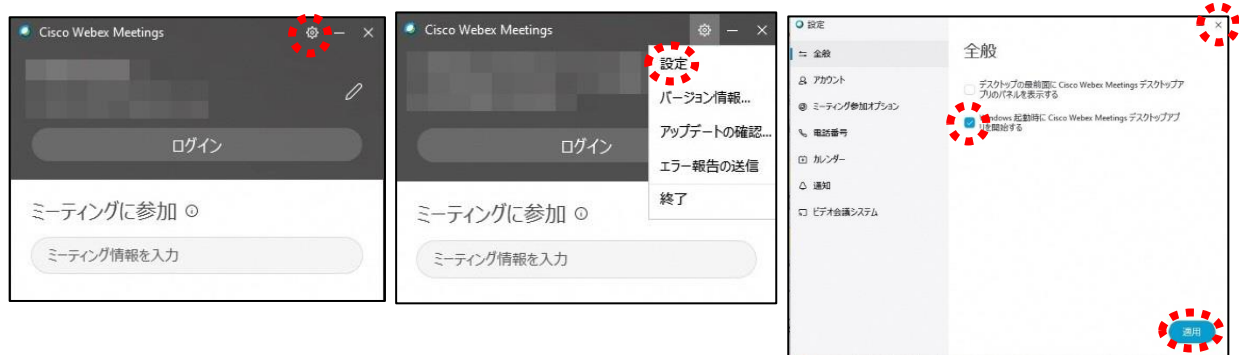 Cisco Webex Meetings
ログイン
ミーティングに参加
ミーティング情報を入力
Cisco Webex Meetings
設定
バージョン情報...
アップデートの確認...
エラー報告の送信
終了
ログイン
ミーティングに参加
ミーティング情報を入力
設定
全般
アカウント
ミーティング参加オプション
電話番号
カレンダー
通知
ビデオ会議システム
全般
デスクトップの最前面に Cisco Webex Meetings デスクトップア
プリのパネルを表示する
Windows 起動時に Cisco Webex Meetings デスクトップアプ
リを開始する
適用